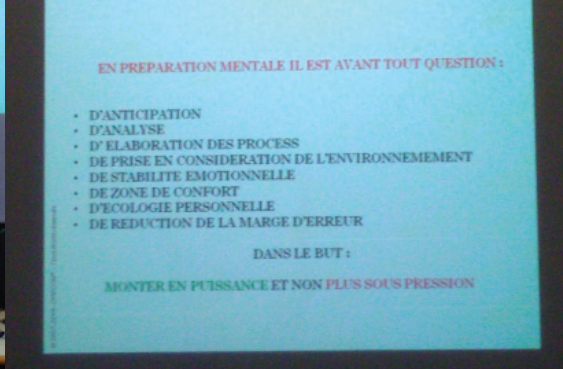 EN PREPARATION MENTALE IL EST AVANT TOUT QUESTION :
• D'ANTICIPATION
• D'ANALYSE
• D' ELABORATION DES PROCESS
• DE PRISE EN CONSIDERATION DE L'ENVIRONNEMEMENT
• DE STABILITE EMOTIONNELLE
• DE ZONE DE CONFORT
• D'ECOLOGIE PERSONNELLE
• DE REDUCTION DE LA MARGE D'ERREUR
DANS LE BUT :
MONTER EN PUISSANCE ET NON PLUS SOUS PRESSION